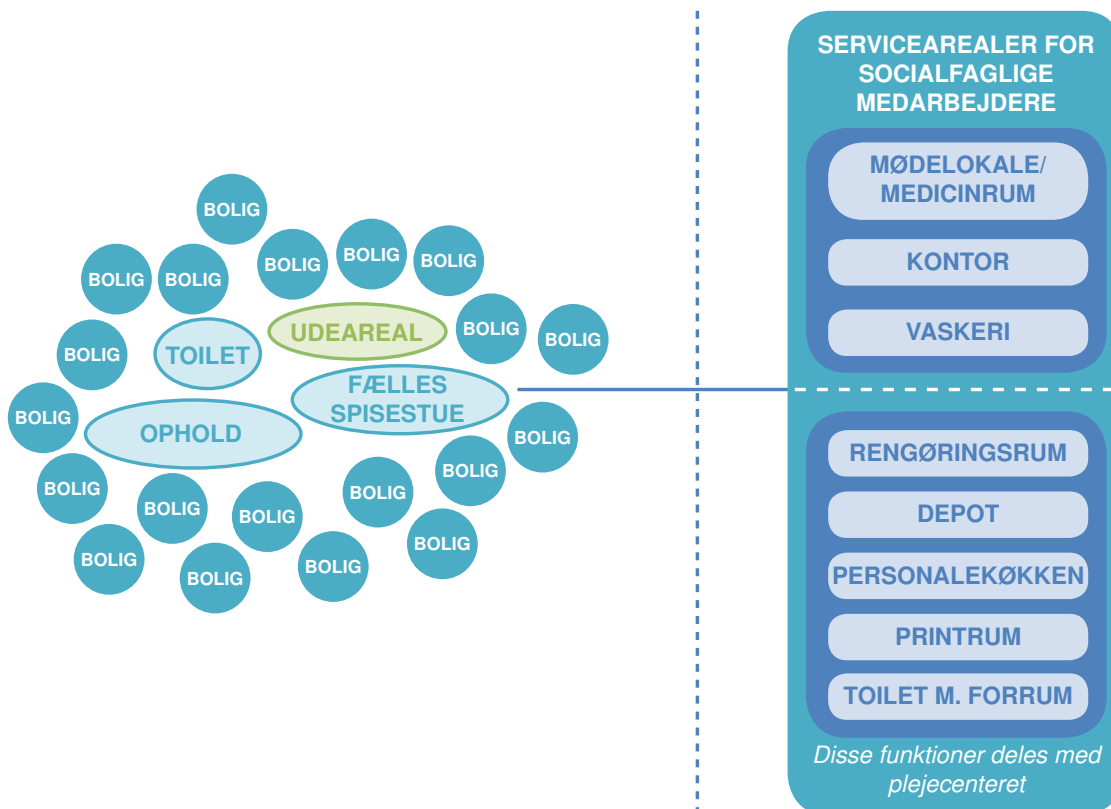 BOLIG
BOLIG
BOLIG
BOLIG
BOLIG
BOLIG
BOLIG
BOLIG
UDEAREAL
BOLIG
TOILET
FÆLLES
SPISESTUE
BOLIG
OPHOLD
BOLIG
BOLIG
BOLIG
BOLIG
BOLIG
BOLIG
BOLIG
BOLIG
BOLIG
BOLIG
SERVICEAREALER FOR
SOCIALFAGLIGE
MEDARBEJDERE
MØDELOKALE/
MEDICINRUM
KONTOR
VASKERI
RENGØRINGSRUM
DEPOT
PERSONALEKØKKEN
PRINTRUM
TOILET M. FORRUM
Disse funktioner deles med
plejecenteret